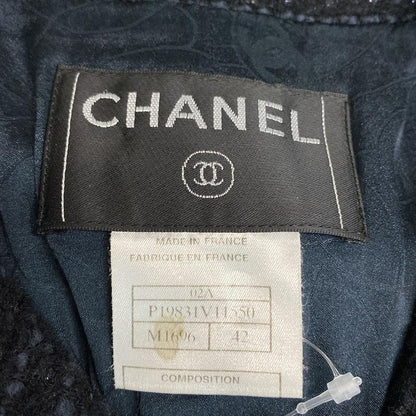 CHANEL
MADE IN FRANCE
FABRIQUE EN FRANCE
02A
P19831V11550
M1696 42
COMPOSITION